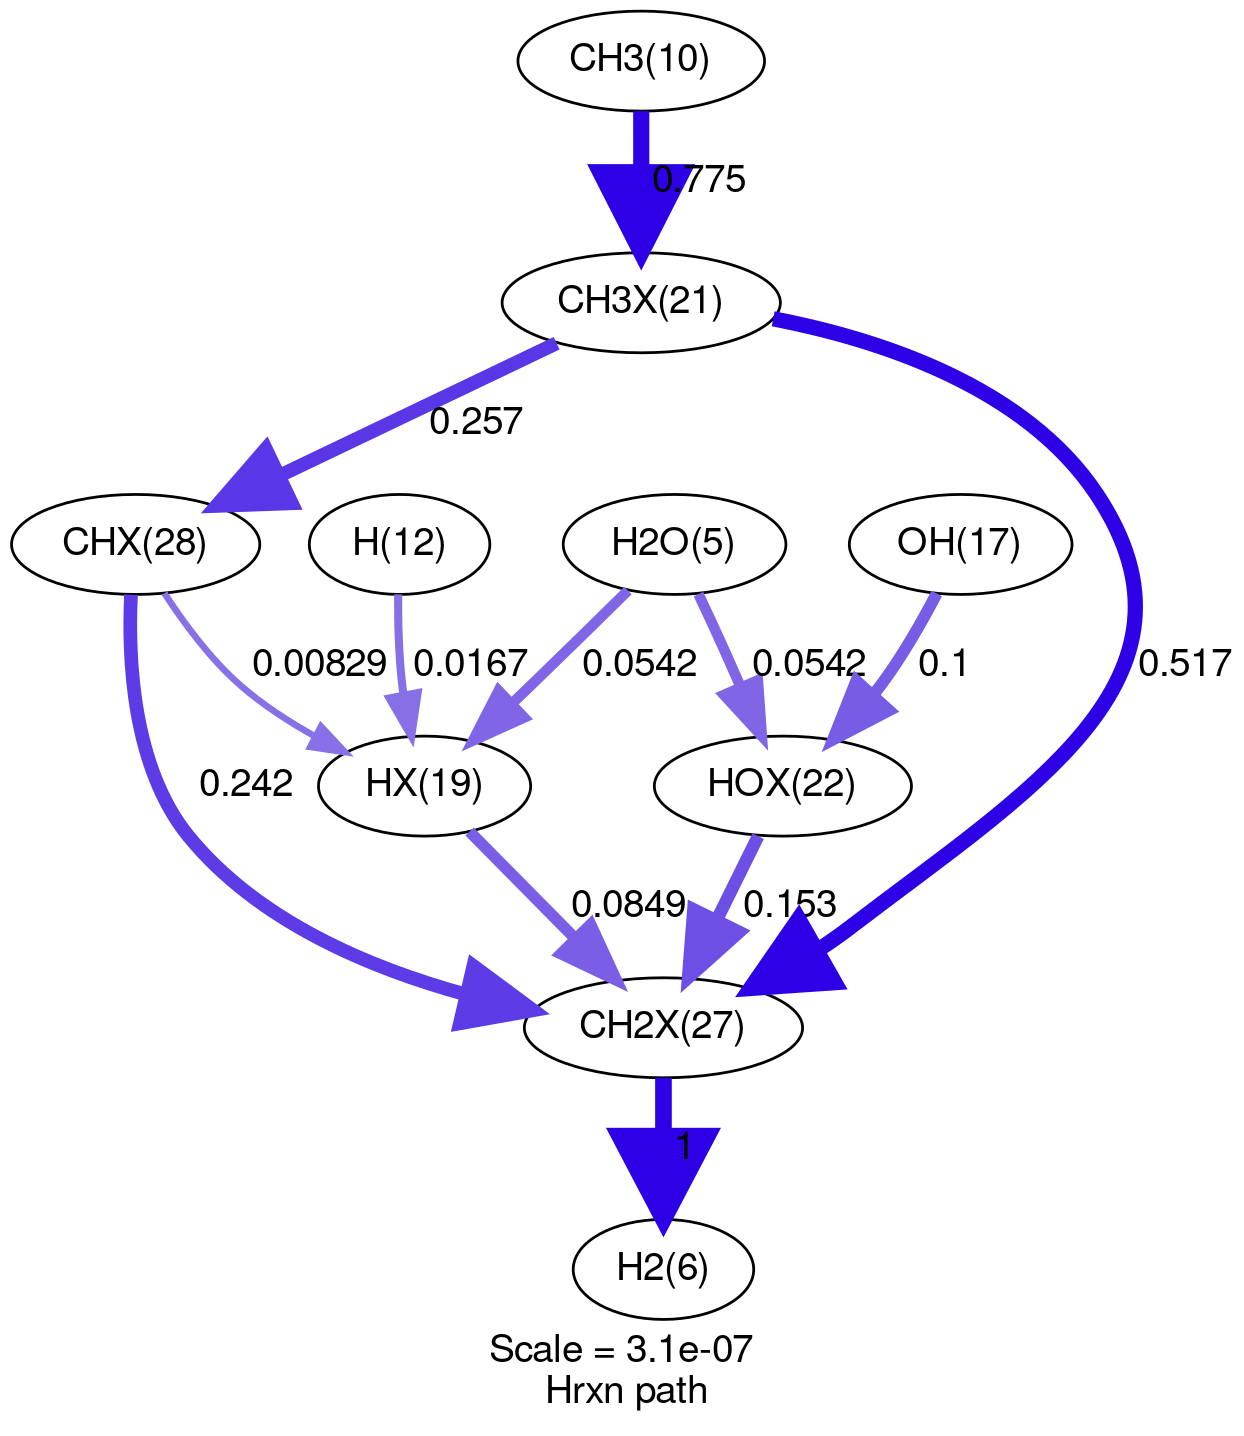 CH3(10)
0.775
CH3X(21)
0.257
CHX(28)
H(12)
H2O(5)
OH(17)
0.00829
0.0167
0.0542
0.0542
0.1
0.517
0.242
HX(19)
HOX(22)
0.0849
0.153
CH2X(27)
1
H2(6)
Scale = 3.1e-07
Hrxn path